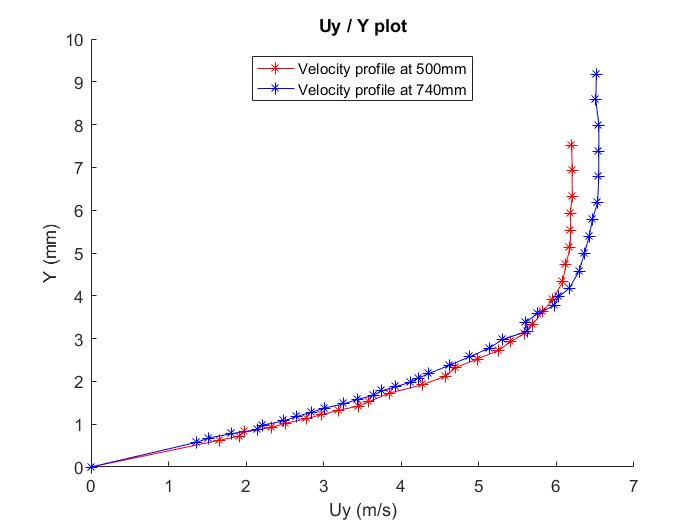 Uy / Y plot
Velocity profile at 500mm
Velocity profile at 740mm
10
9
8
7
6
5
4
3
2
1
0
Y (mm)
0 1 2 3 4 5 6 7
Uy (m/s)